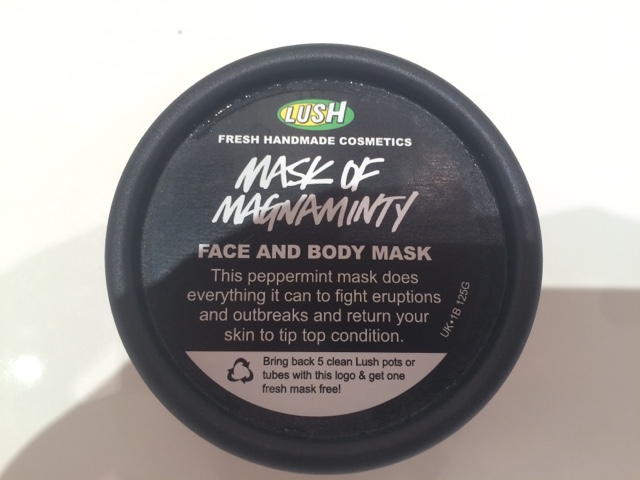 LUSH
FRESH HANDMADE COSMETICS
MASK OF
MAGNAMINTY
FACE AND BODY MASK
This peppermint mask does
everything it can to fight eruptions
and outbreaks and return your
skin to tip top condition.
UK•1B 125G
Bring back 5 clean Lush pots or
tubes with this logo & get one
fresh mask free!